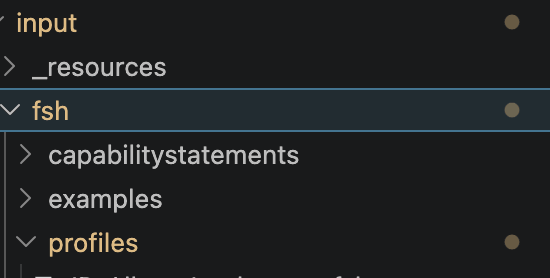 input
_resources
fsh
capabilitystatements
examples
profiles